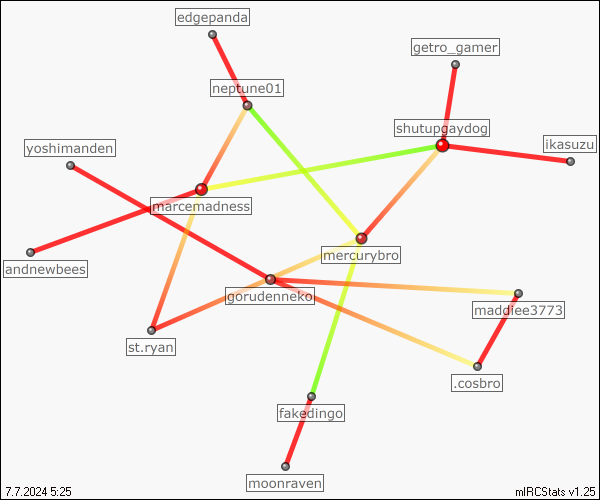 edgepanda
getro_gamer
neptune01
shutupgaydog
yoshimanden
ikasuzu
marcemadness
mercurybro
andnewbees
gorudenneko
maddiee3773
st.ryan
.cosbro
fakedingo
moonraven
7.7.2024 5:25
mIRCStats v1.25